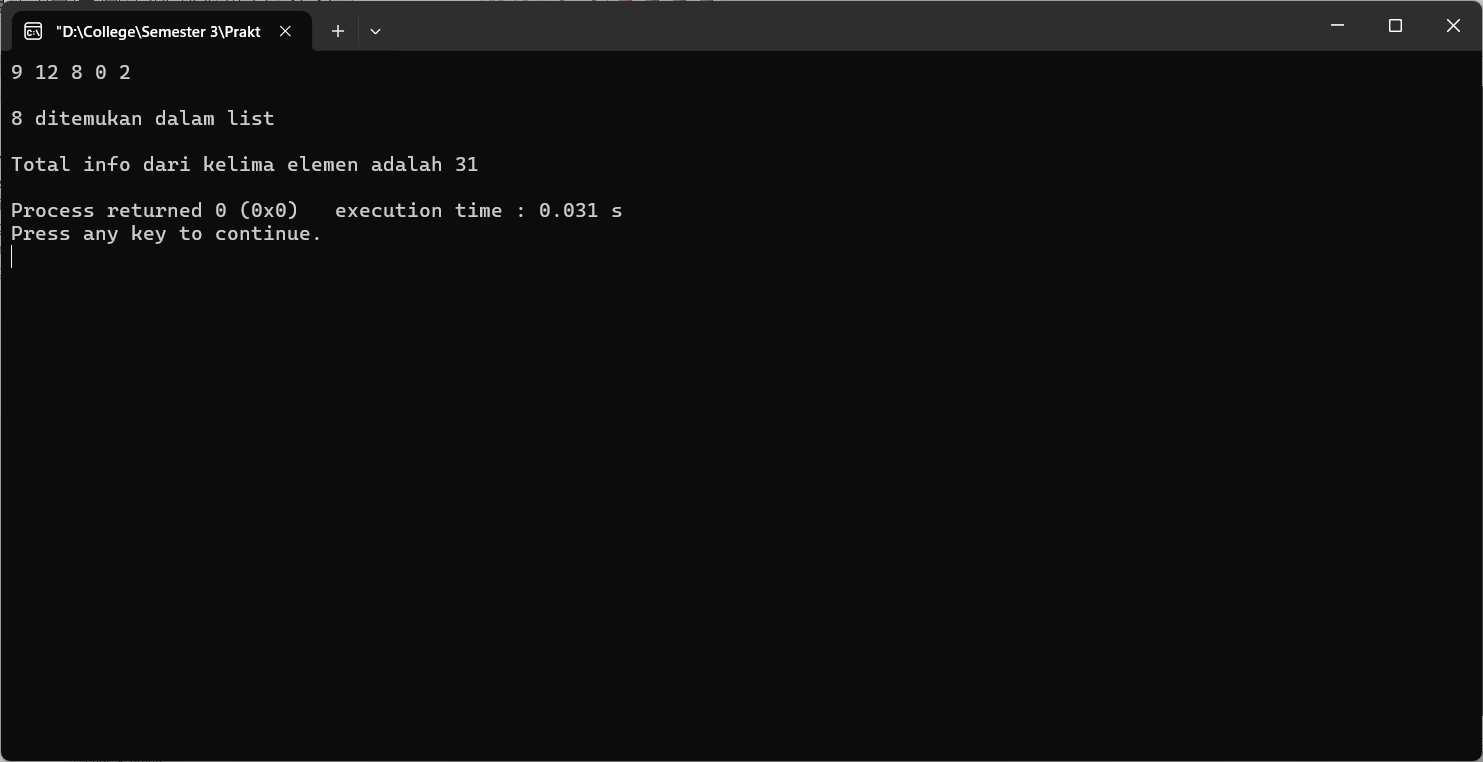 "D:\College\Semester 3\Prakt
9 12 8 0 2
8 ditemukan dalam list
Total info dari kelima elemen adalah 31
Process returned 0 (0x0)   execution time : 0.031 s
Press any key to continue.